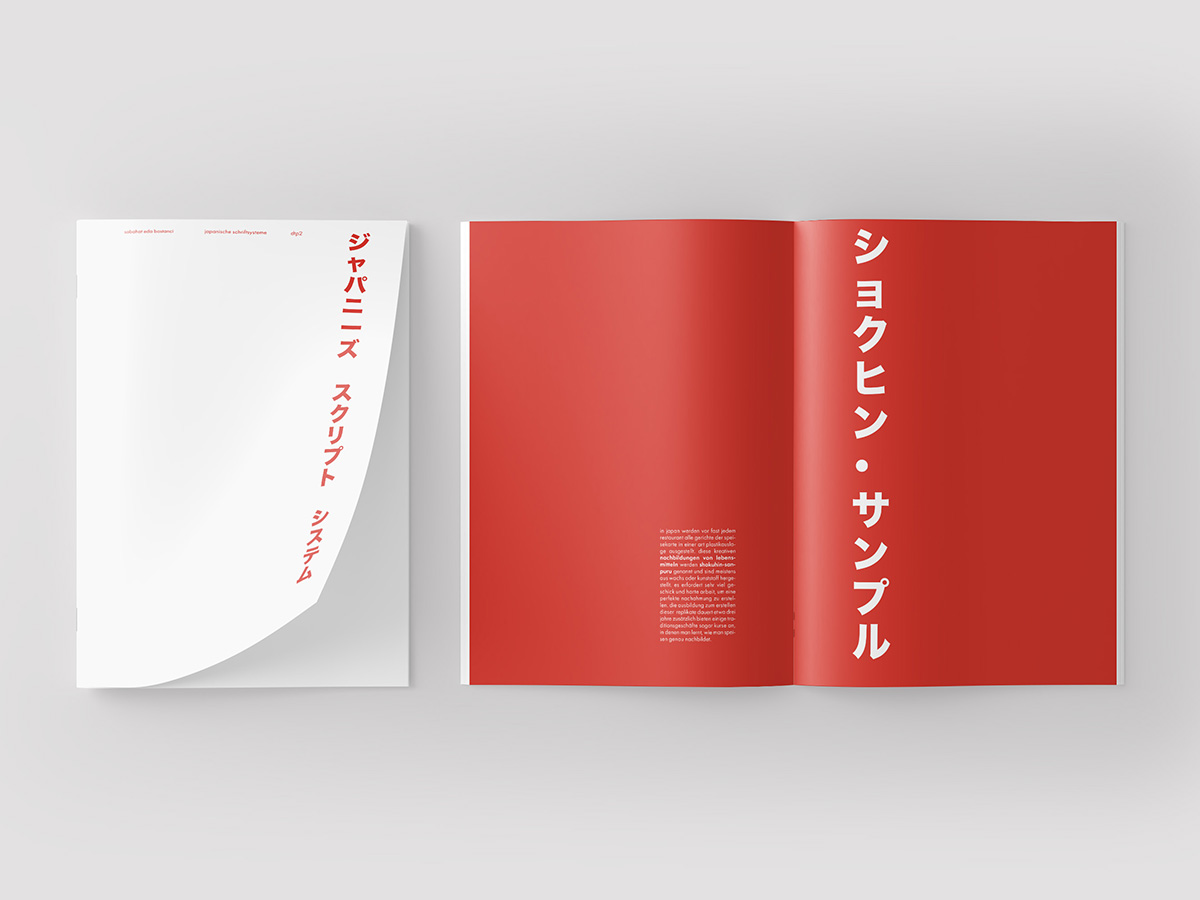 japanische schriftsysteme
dtp2
ジャパニーズ スクリプト システム
in japan werden vor fast jedem
restaurant alle gerichte der spei-
sekarte in einer art plastikausla-
ge ausgestellt. diese kreativen
nachbildungen von lebens-
mitteln werden shokuhin-san-
puru genannt und sind meistens
aus wachs oder kunststoff herge-
stellt. es erfordert sehr viel ge-
schick und harte arbeit, um eine
perfekte nachahmung zu erstel-
len. die ausbildung zum erstellen
dieser replikate dauert etwa drei
jahre zusätzlich bieten einige tra-
ditionsgeschäfte sogar kurse an,
in denen man lernt, wie man spei-
sen genau nachbildet.
ショクヒン・サンプル